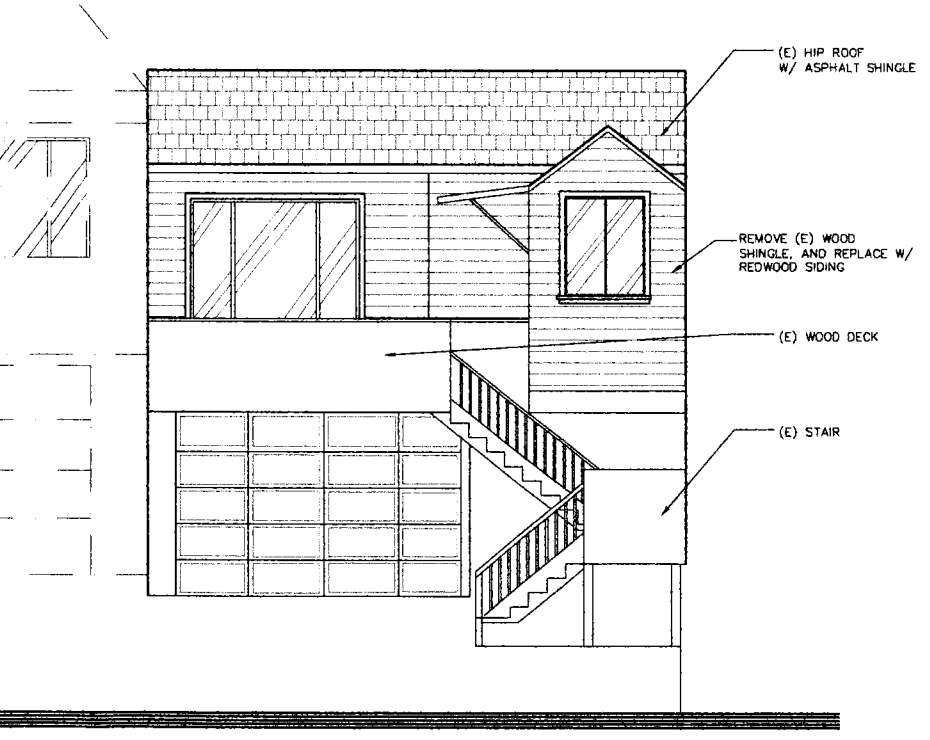 (E) HIP ROOF
W/ ASPHALT SHINGLE
REMOVE (E) WOOD
SHINGLE, AND REPLACE W/
REDWOOD SIDING
(E) WOOD DECK
(E) STAIR